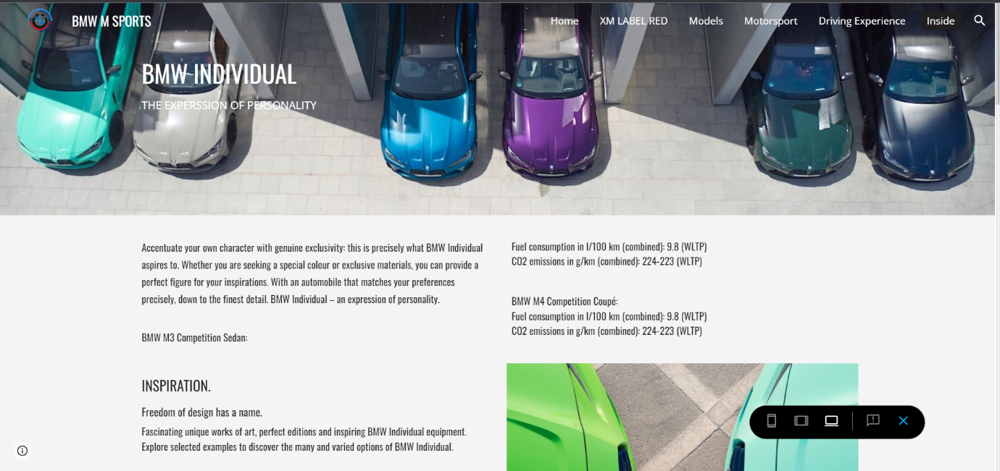 BMW M SPORTS
Home
XM LABEL RED
Models
Motorsport
Driving Experience
Inside
BMW INDIVIDUAL
THE EXPERSSION OF PERSONALITY
Accentuate your own character with genuine exclusivity: this is precisely what BMW Individual
aspires to. Whether you are seeking a special colour or exclusive materials, you can provide a
perfect figure for your inspirations. With an automobile that matches your preferences
precisely, down to the finest detail. BMW Individual – an expression of personality.
BMW M3 Competition Sedan:
Fuel consumption in l/100 km (combined): 9.8 (WLTP)
CO2 emissions in g/km (combined): 224-223 (WLTP)
BMW M4 Competition Coupé:
Fuel consumption in l/100 km (combined): 9.8 (WLTP)
CO2 emissions in g/km (combined): 224-223 (WLTP)
INSPIRATION.
Freedom of design has a name.
Fascinating unique works of art, perfect editions and inspiring BMW Individual equipment.
Explore selected examples to discover the many and varied options of BMW Individual.